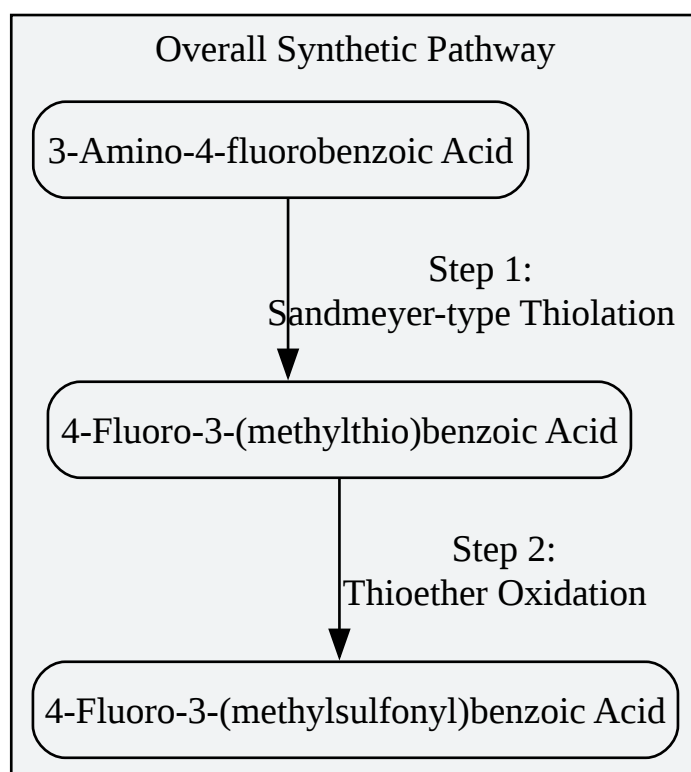 Overall Synthetic Pathway
3-Amino-4-fluorobenzoic Acid
Step 1:
Sandmeyer-type Thiolation
4-Fluoro-3-(methylthio)benzoic Acid
Step 2:
Thioether Oxidation
4-Fluoro-3-(methylsulfonyl)benzoic Acid